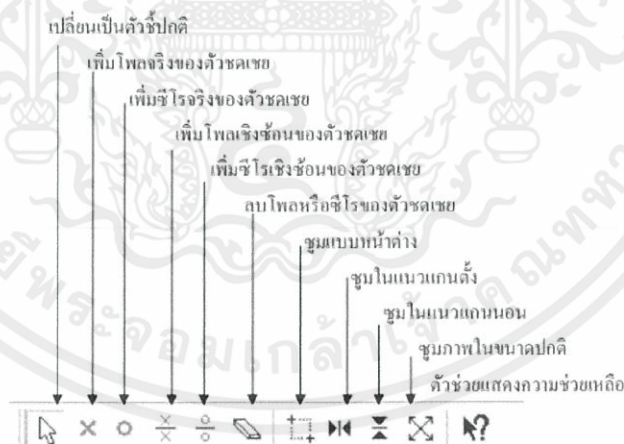 เปลี่ยนเป็นตัวชี้ปกติ
เพิ่มโพลจริงของตัวชดเชย
เพิ่มซีโรจริงของตัวชดเชย
เพิ่มโพลเชิงซ้อนของตัวชดเชย
เพิ่มซีโรเชิงซ้อนของตัวชดเชย
ลบโพลหรือซีโรของตัวชดเชย
ซูมแบบหน้าต่าง
ซูมในแนวแกนตั้ง
ซูมในแนวแกนนอน
ซูมภาพในขนาดปกติ
ตัวช่วยแสดงความช่วยเหลือ